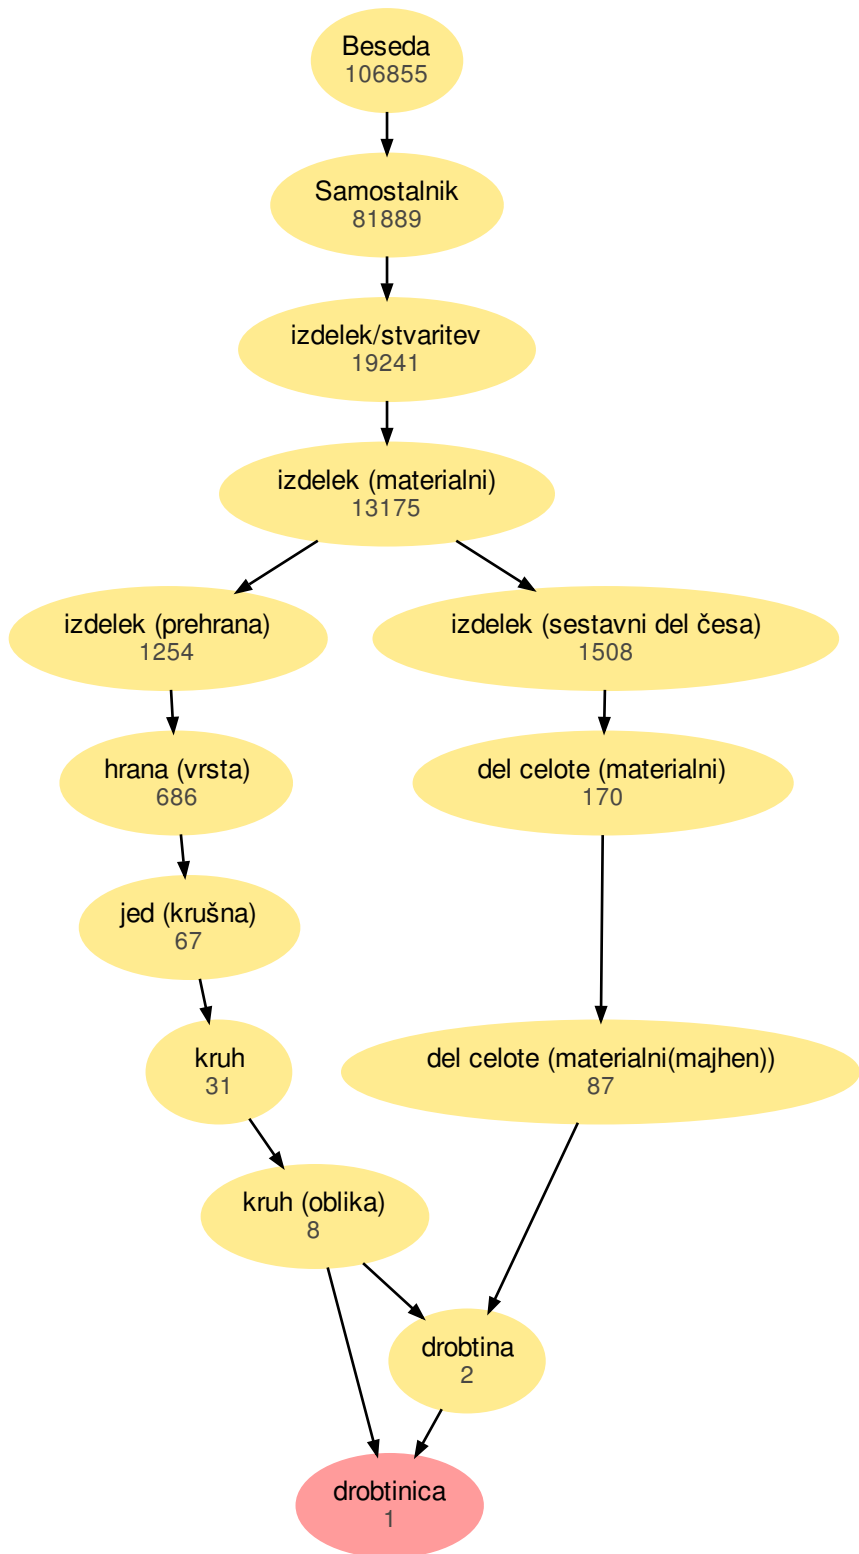 Beseda
106855
Samostalnik
81889
izdelek/stvaritev
19241
izdelek (materialni)
13175
izdelek (prehrana)
1254
izdelek (sestavni del česa)
1508
hrana (vrsta)
686
del celote (materialni)
170
jed (krušna)
67
kruh
31
del celote (materialni(majhen))
87
kruh (oblika)
8
drobtina
2
drobtinica
1